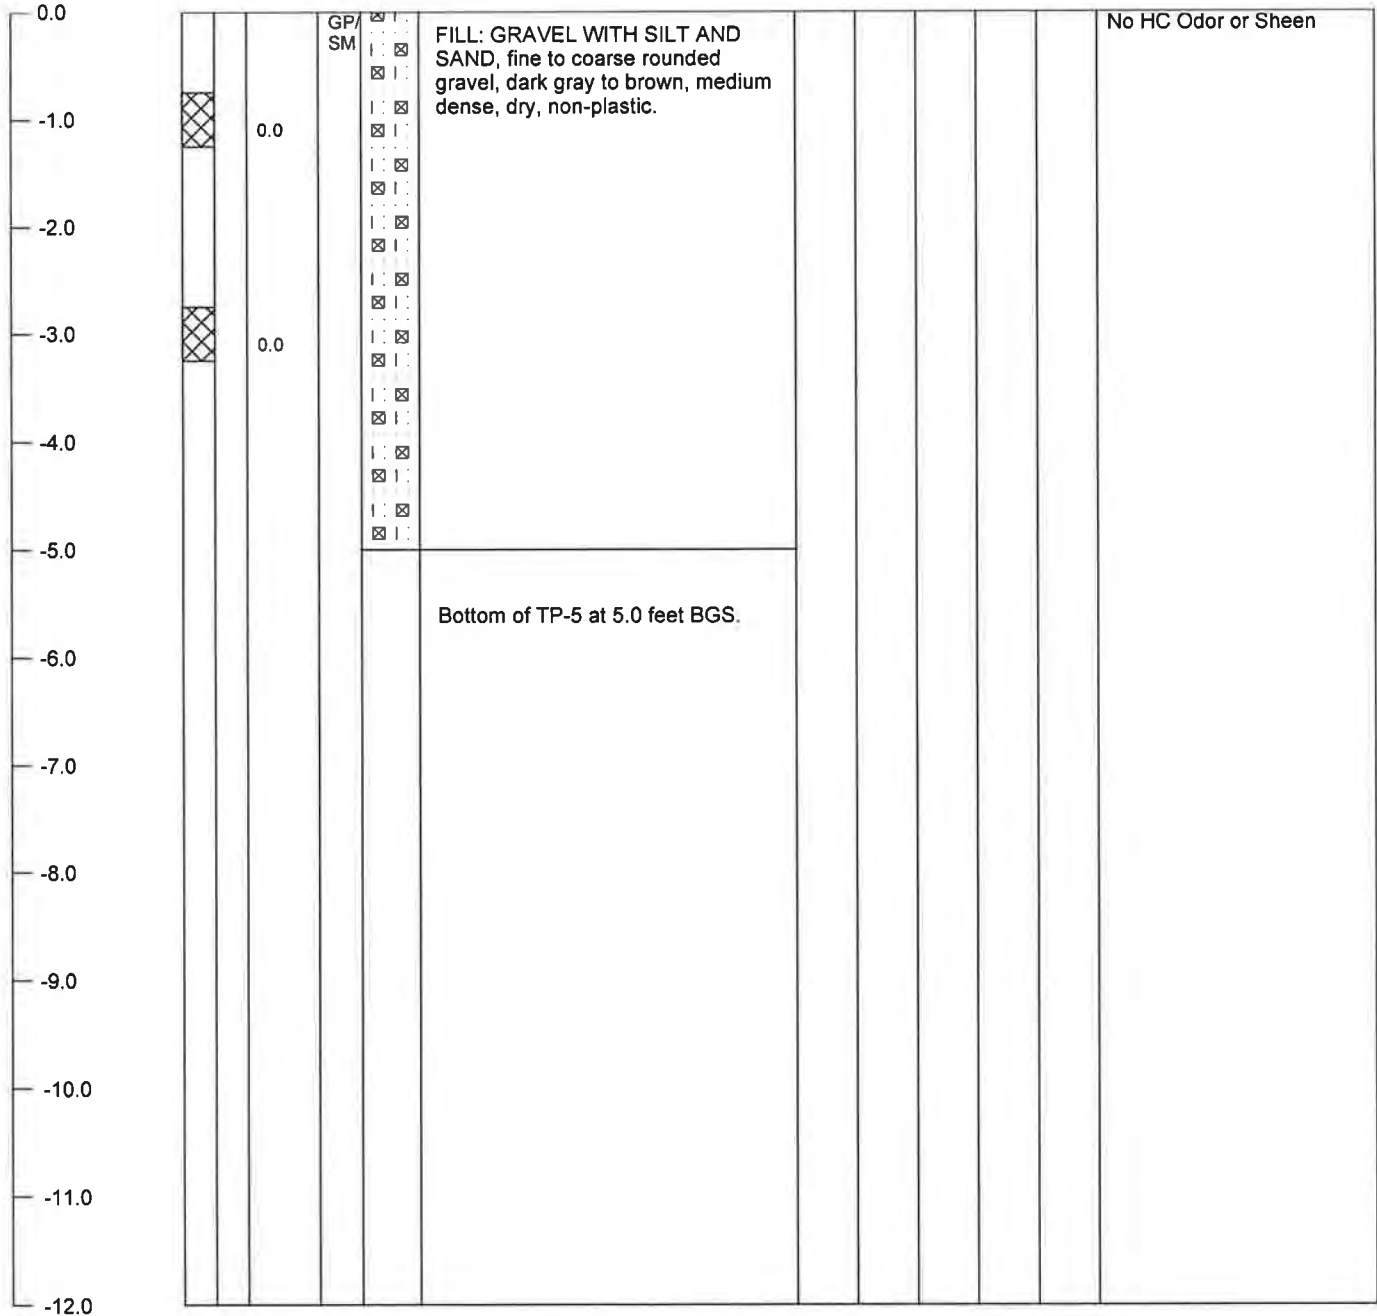 0.0
GP/
SM
FILL: GRAVEL WITH SILT AND
SAND, fine to coarse rounded
gravel, dark gray to brown, medium
dense, dry, non-plastic.
No HC Odor or Sheen
-1.0
0.0
-2.0
-3.0
0.0
-4.0
-5.0
Bottom of TP-5 at 5.0 feet BGS.
-6.0
-7.0
-8.0
-9.0
-10.0
-11.0
-12.0